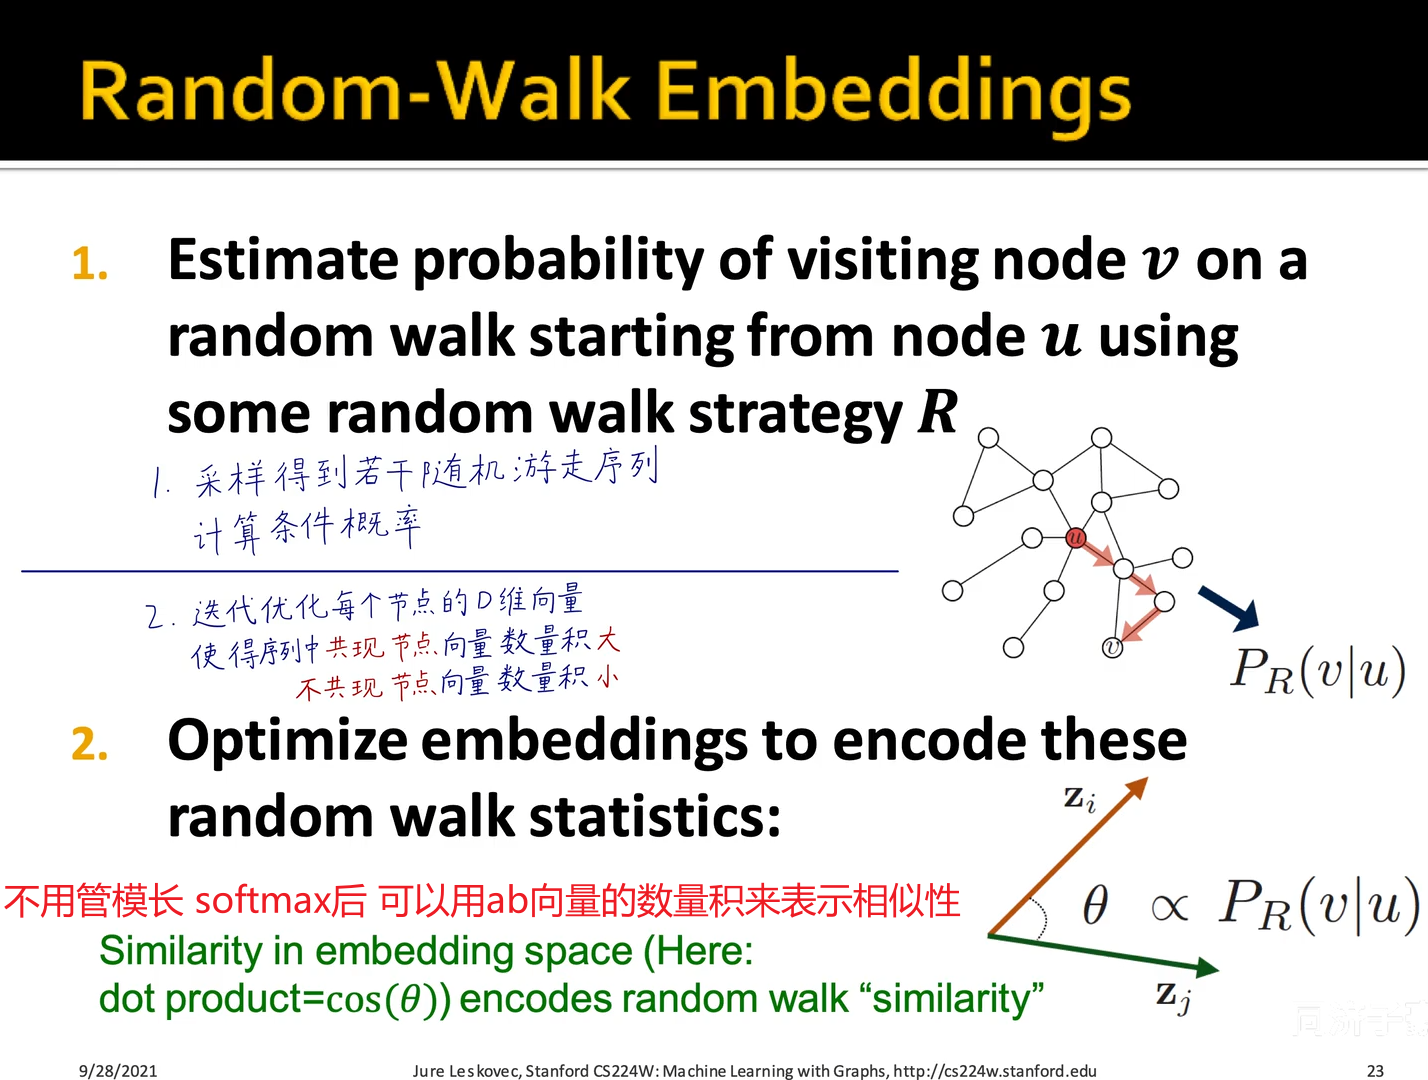 Random-Walk Embeddings
1. Estimate probability of visiting node v on a
random walk starting from node u using
some random walk strategy R
1. 采样得到若干随机游走序列
计算条件概率
2. 迭代优化每个节点的D维向量
使得序列中共现节点向量数量积大
不共现节点向量数量积小
u
v
P_R(v|u)
2. Optimize embeddings to encode these
random walk statistics:
z_i
θ ∝ P_R(v|u)
z_j
不用管模长 softmax后 可以用ab向量的数量积来表示相似性
Similarity in embedding space (Here:
dot product=cos(θ)) encodes random walk “similarity”
9/28/2021
Jure Leskovec, Stanford CS224W: Machine Learning with Graphs, http://cs224w.stanford.edu
23